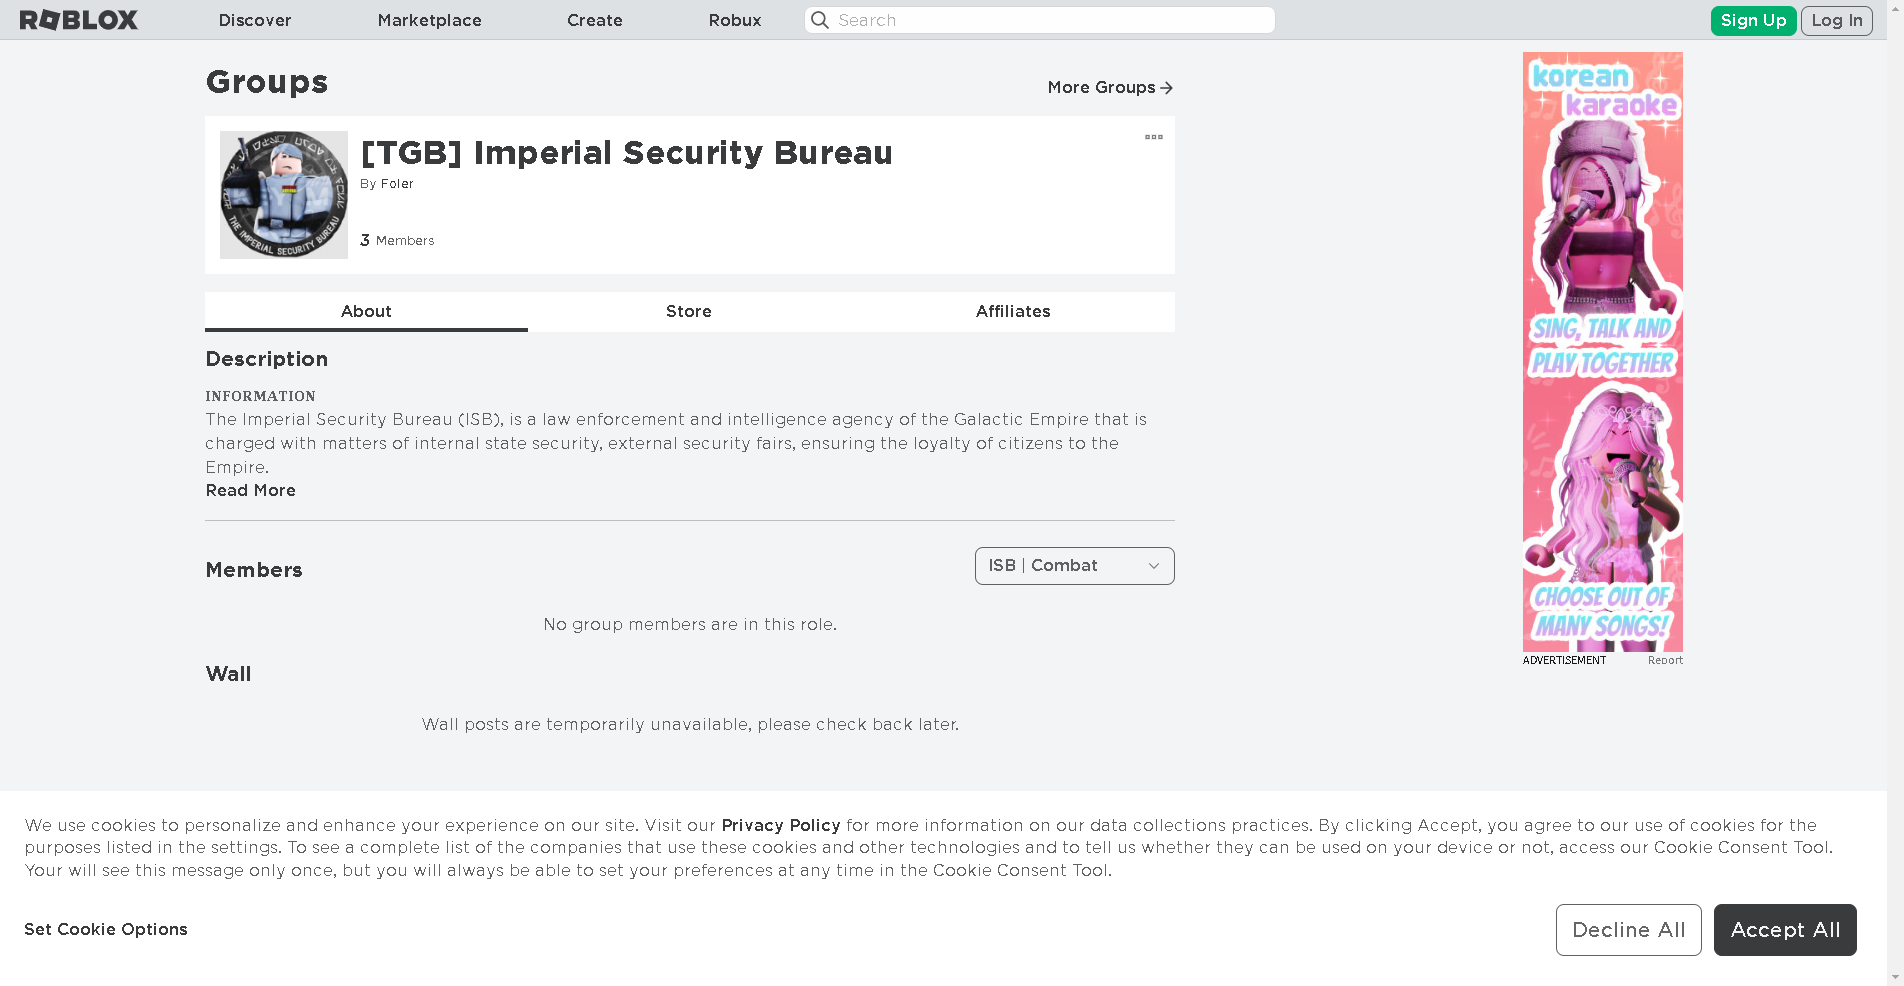 ROBLOX
Discover
Marketplace
Create
Robux
Search
Sign Up
Log In
Groups
More Groups
[TGB] Imperial Security Bureau
By Foler
3 Members
THE IMPERIAL SECURITY BUREAU
About
Store
Affiliates
Description
INFORMATION
The Imperial Security Bureau (ISB), is a law enforcement and intelligence agency of the Galactic Empire that is
charged with matters of internal state security, external security fairs, ensuring the loyalty of citizens to the
Empire.
Read More
Members
ISB | Combat
No group members are in this role.
Wall
Wall posts are temporarily unavailable, please check back later.
korean
karaoke
SING, TALK AND
PLAY TOGETHER
CHOOSE OUT OF
MANY SONGS!
ADVERTISEMENT
Report
We use cookies to personalize and enhance your experience on our site. Visit our Privacy Policy for more information on our data collections practices. By clicking Accept, you agree to our use of cookies for the
purposes listed in the settings. To see a complete list of the companies that use these cookies and other technologies and to tell us whether they can be used on your device or not, access our Cookie Consent Tool.
Your will see this message only once, but you will always be able to set your preferences at any time in the Cookie Consent Tool.
Set Cookie Options
Decline All
Accept All